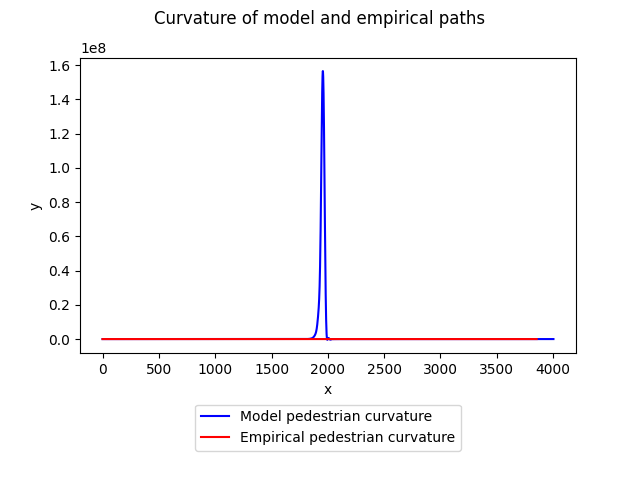 Curvature of model and empirical paths
1e8
1.6
1.4
1.2
1.0
0.8
0.6
0.4
0.2
0.0
y
0 500 1000 1500 2000 2500 3000 3500 4000
x
Model pedestrian curvature
Empirical pedestrian curvature